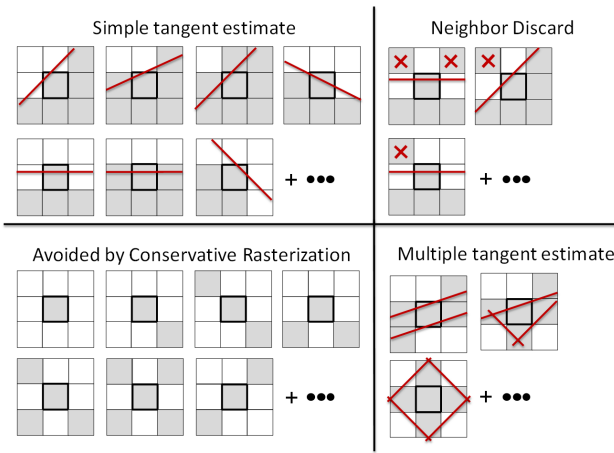 Simple tangent estimate
Neighbor Discard
+ •••
+ •••
Avoided by Conservative Rasterization
Multiple tangent estimate
+ •••
+ •••